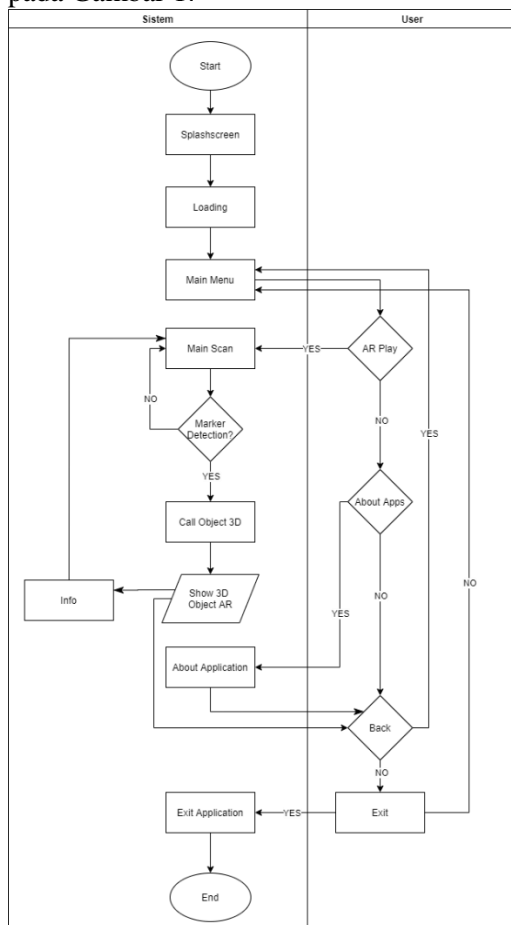 pada Gambar 1.
Sistem
User
Start
Splashscreen
Loading
Main Menu
Main Scan
YES
AR Play
NO
Marker
Detection?
NO
YES
YES
About Apps
Call Object 3D
Info
Show 3D
Object AR
YES
NO
NO
About Application
Back
NO
Exit Application
YES
Exit
End